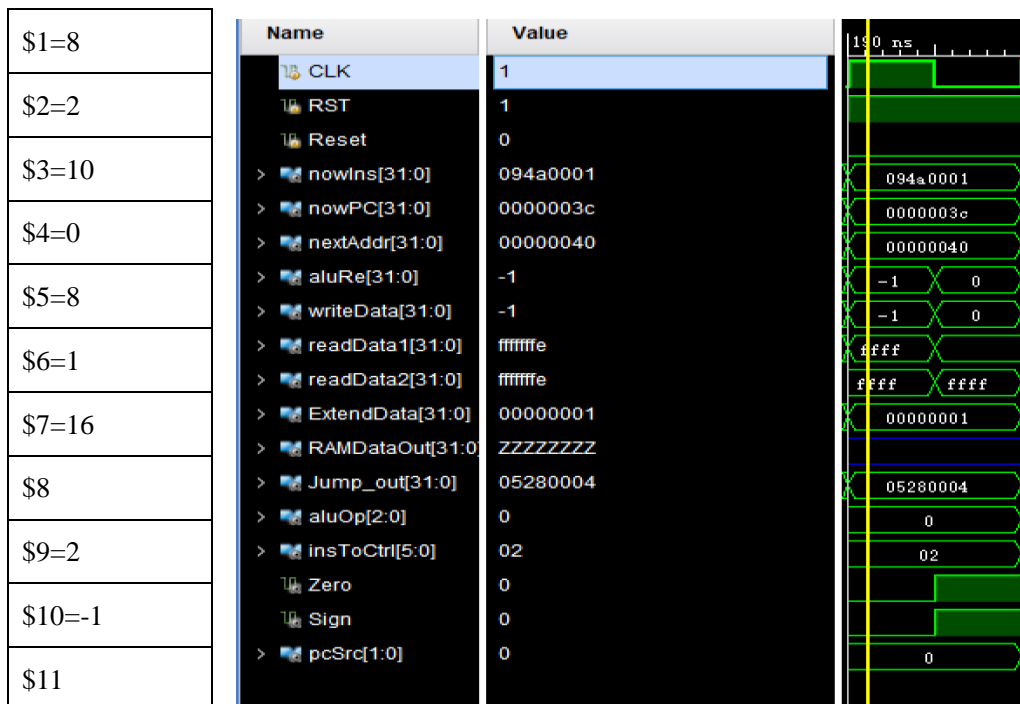 $1=8
$2=2
$3=10
$4=0
$5=8
$6=1
$7=16
$8
$9=2
$10=-1
$11
Name Value
190 ns
CLK 1
RST 1
Reset 0
> nowIns[31:0] 094a0001 094a0001
> nowPC[31:0] 0000003c 0000003c
> nextAddr[31:0] 00000040 00000040
> aluRe[31:0] -1 -1 0
> writeData[31:0] -1 -1 0
> readData1[31:0] fffffffe ffff
> readData2[31:0] fffffffe ffff ffff
> ExtendData[31:0] 00000001 00000001
> RAMDataOut[31:0] ZZZZZZZZ
> Jump_out[31:0] 05280004 05280004
> aluOp[2:0] 0 0
> insToCtrl[5:0] 02 02
Zero 0
Sign 0
> pcSrc[1:0] 0 0